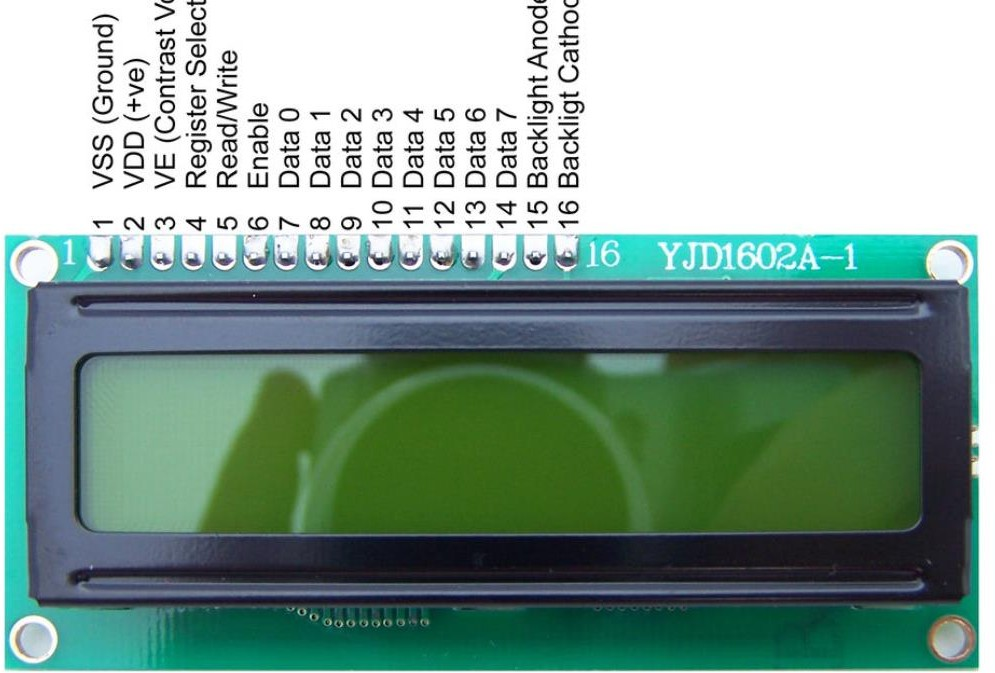 1 VSS (Ground)
2 VDD (+ve)
3 VE (Contrast
4 Register Select
5 Read/Write
6 Enable
7 Data 0
8 Data 1
9 Data 2
10 Data 3
11 Data 4
12 Data 5
13 Data 6
14 Data 7
15 Backlight Anode
16 Backligt Cathod
1
16 YJD1602A-1